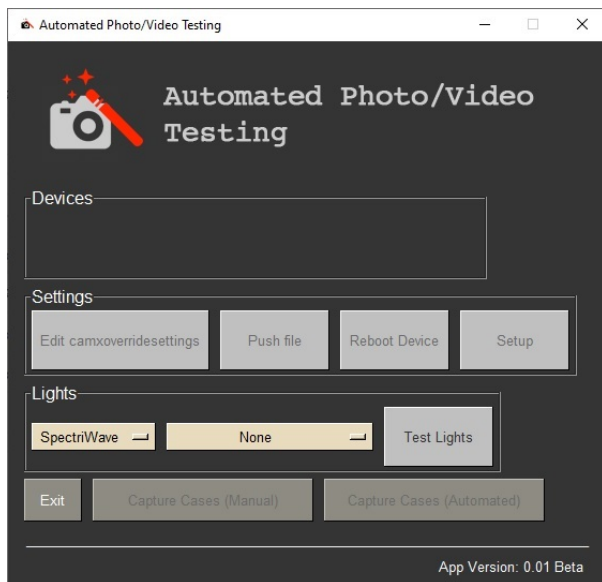 Automated Photo/Video Testing
Automated Photo/Video
Testing
Devices
Settings
Edit camxoverridesettings Push file Reboot Device Setup
Lights
SpectriWave None Test Lights
Exit Capture Cases (Manual) Capture Cases (Automated)
App Version: 0.01 Beta